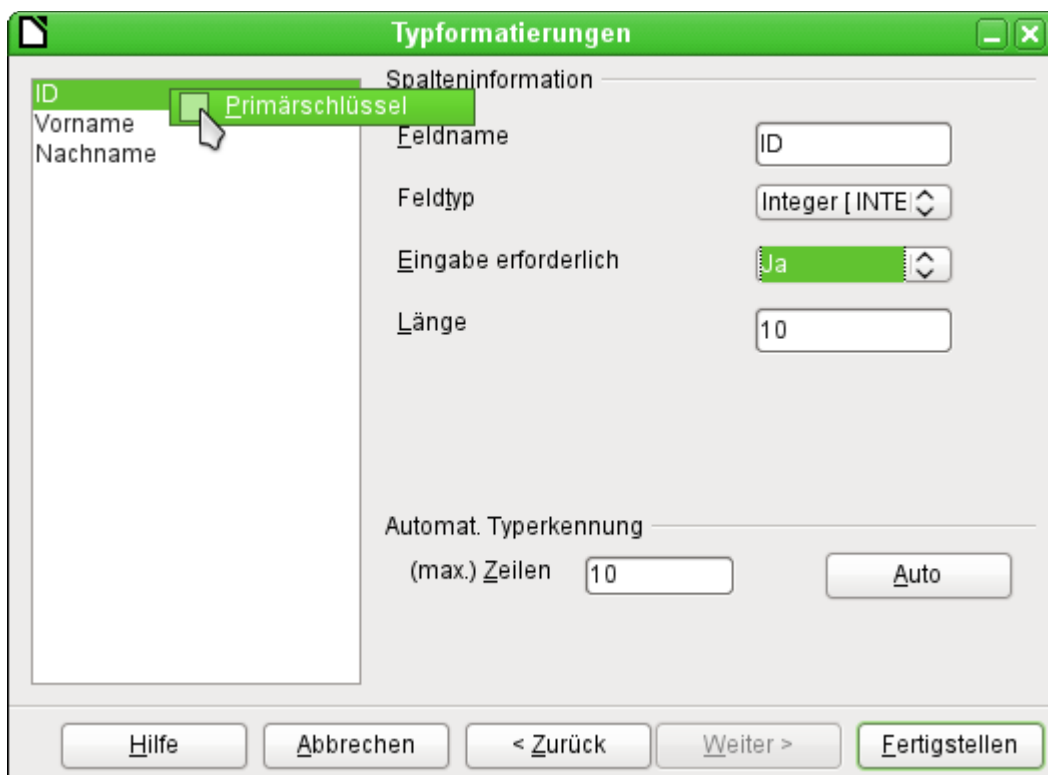 Typformatierungen
ID
Vorname
Nachname
Primärschlüssel
Spalteninformation
Feldname
ID
Feldtyp
Integer [ INTE
Eingabe erforderlich
Ja
Länge
10
Automat. Typerkennung
(max.) Zeilen
10
Auto
Hilfe
Abbrechen
< Zurück
Weiter >
Fertigstellen